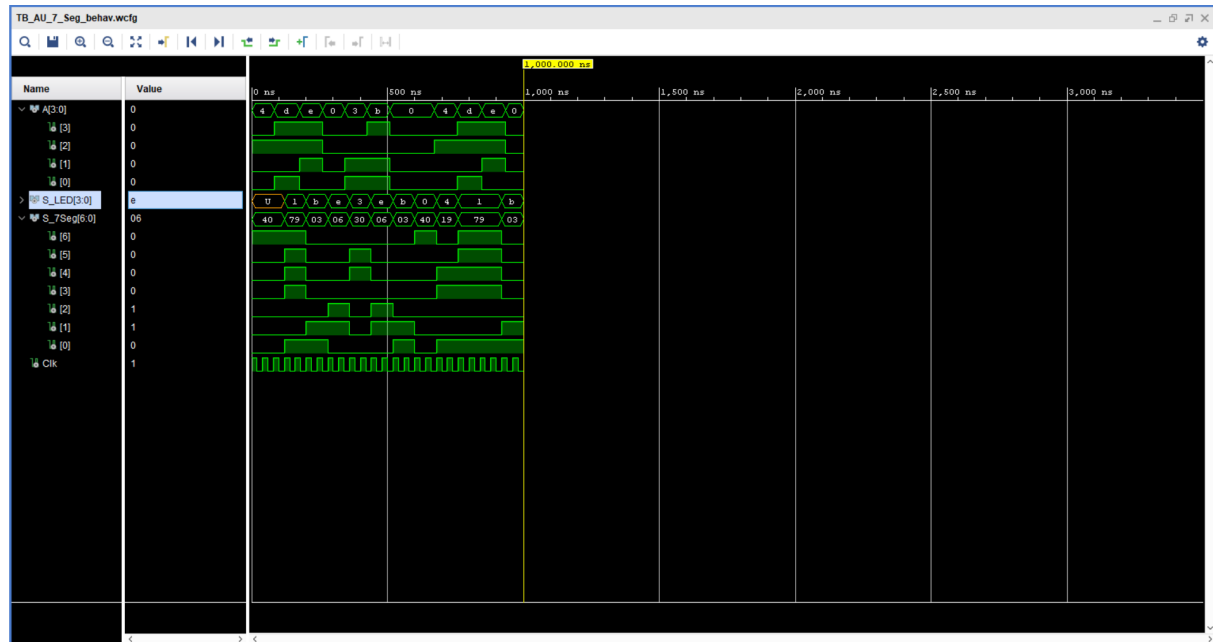 TB_AU_7_Seg_behav.wcfg
1,000.000 ns
Name Value
0 ns 500 ns 1,000 ns 1,500 ns 2,000 ns 2,500 ns 3,000 ns
A[3:0] 0 4 d e 0 3 b 0 4 d e 0
[3] 0
[2] 0
[1] 0
[0] 0
S_LED[3:0] e U 1 b e 3 e b 0 4 1 b
S_7Seg[6:0] 06 40 79 03 06 30 06 03 40 19 79 03
[6] 0
[5] 0
[4] 0
[3] 0
[2] 1
[1] 1
[0] 0
Clk 1